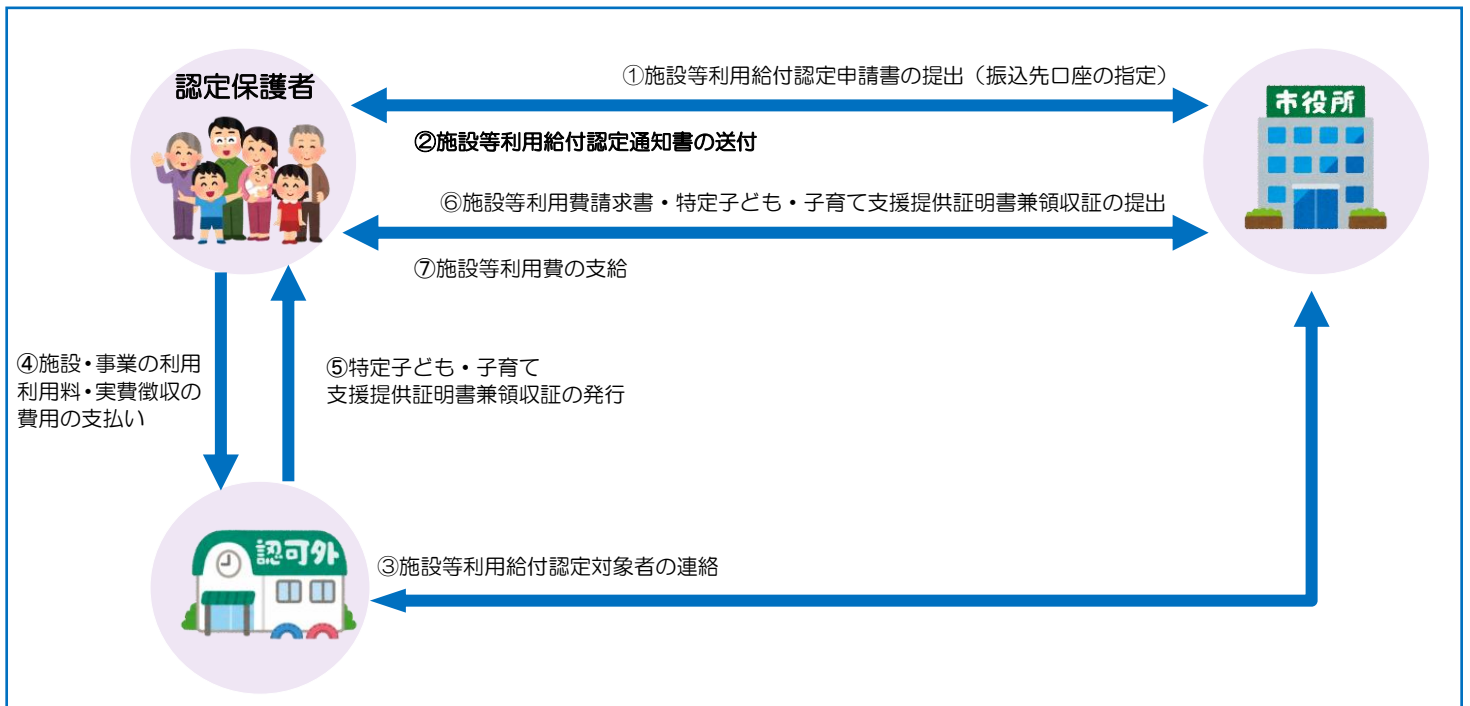 認定保護者
①施設等利用給付認定申請書の提出（振込先口座の指定）
市役所
②施設等利用給付認定通知書の送付
⑥施設等利用費請求書・特定子ども・子育て支援提供証明書兼領収証の提出
⑦施設等利用費の支給
④施設・事業の利用
利用料・実費徴収の
費用の支払い
⑤特定子ども・子育て
支援提供証明書兼領収証の発行
認可外
③施設等利用給付認定対象者の連絡